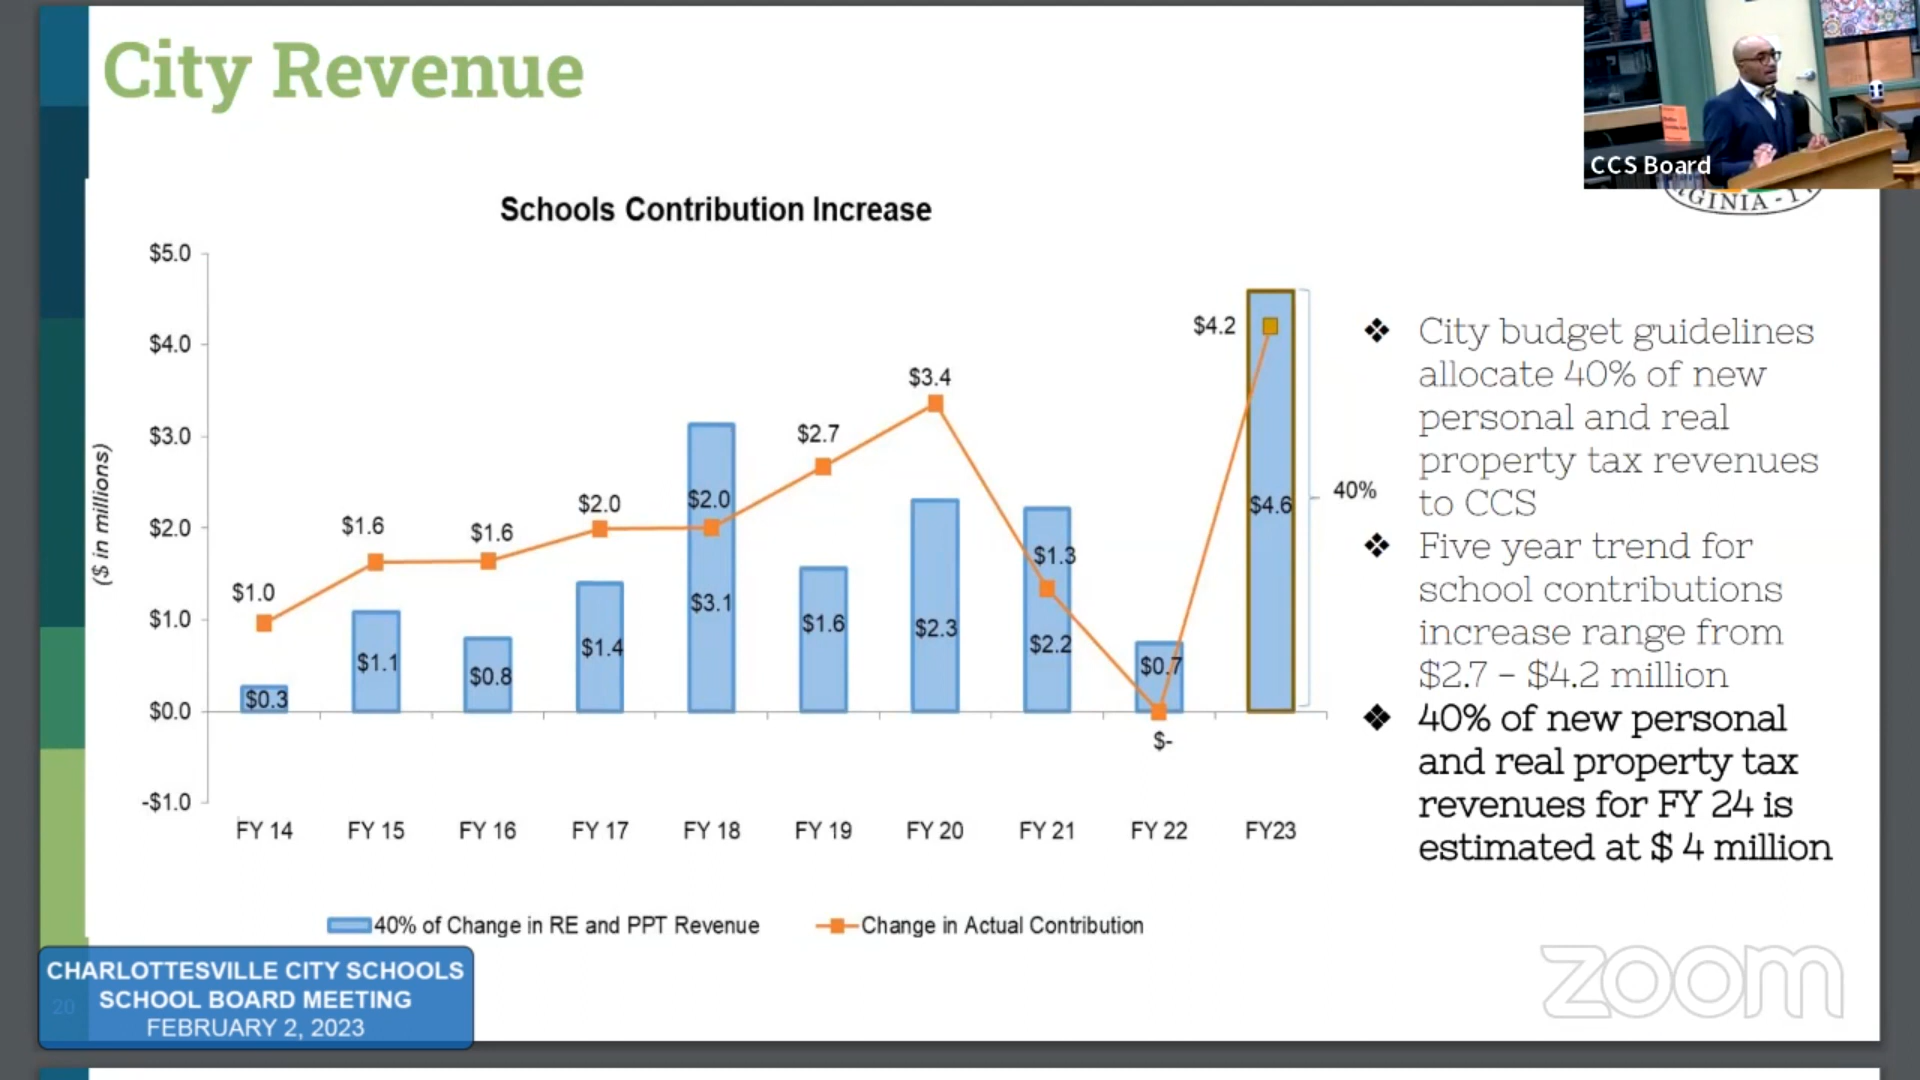 City Revenue
CCS Board
GINIA - 1
Schools Contribution Increase
($ in millions)
$5.0
$4.0
$3.0
$2.0
$1.0
$0.0
-$1.0
$1.0
$1.6
$1.6
$2.0
$2.0
$2.7
$3.4
$1.3
$-
$4.2
$0.3
$1.1
$0.8
$1.4
$3.1
$1.6
$2.3
$2.2
$0.7
$4.6
40%
FY 14
FY 15
FY 16
FY 17
FY 18
FY 19
FY 20
FY 21
FY 22
FY23
40% of Change in RE and PPT Revenue
Change in Actual Contribution
❖ City budget guidelines
allocate 40% of new
personal and real
property tax revenues
to CCS
❖ Five year trend for
school contributions
increase range from
$2.7 – $4.2 million
❖ 40% of new personal
and real property tax
revenues for FY 24 is
estimated at $ 4 million
CHARLOTTESVILLE CITY SCHOOLS
SCHOOL BOARD MEETING
FEBRUARY 2, 2023
20
zoom